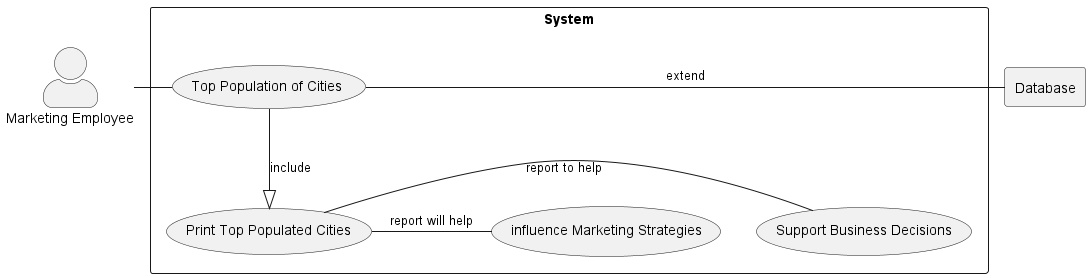 System
Marketing Employee
Top Population of Cities
extend
Database
include
report to help
Print Top Populated Cities
report will help
influence Marketing Strategies
Support Business Decisions